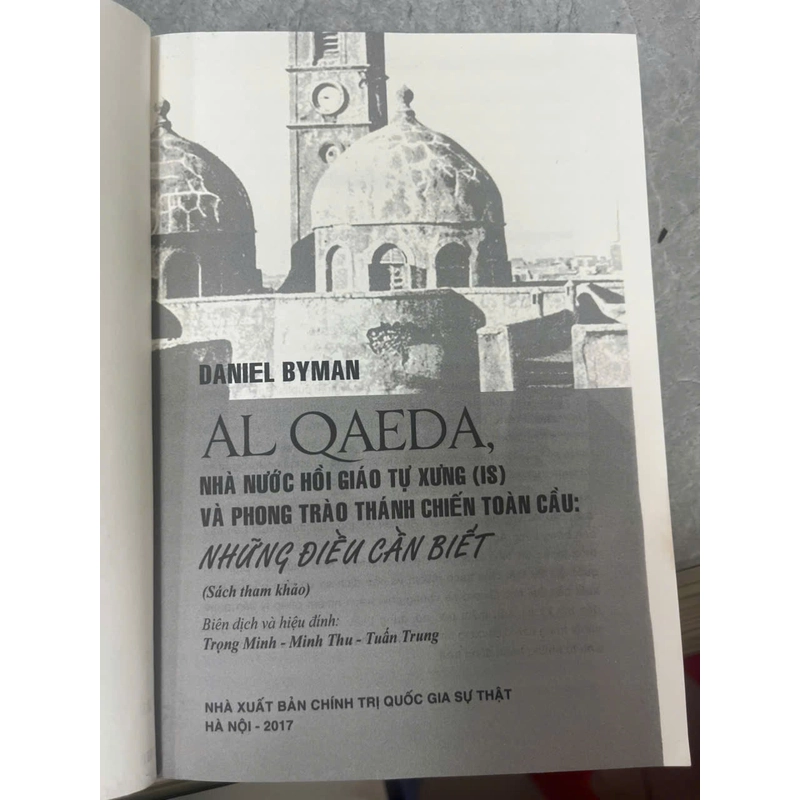 DANIEL BYMAN
AL QAEDA,
NHÀ NƯỚC HỒI GIÁO TỰ XƯNG (IS)
VÀ PHONG TRÀO THÁNH CHIẾN TOÀN CẦU:
NHỮNG ĐIỀU CẦN BIẾT
(Sách tham khảo)
Biên dịch và hiệu đính:
Trọng Minh - Minh Thu - Tuấn Trung
NHÀ XUẤT BẢN CHÍNH TRỊ QUỐC GIA SỰ THẬT
HÀ NỘI - 2017